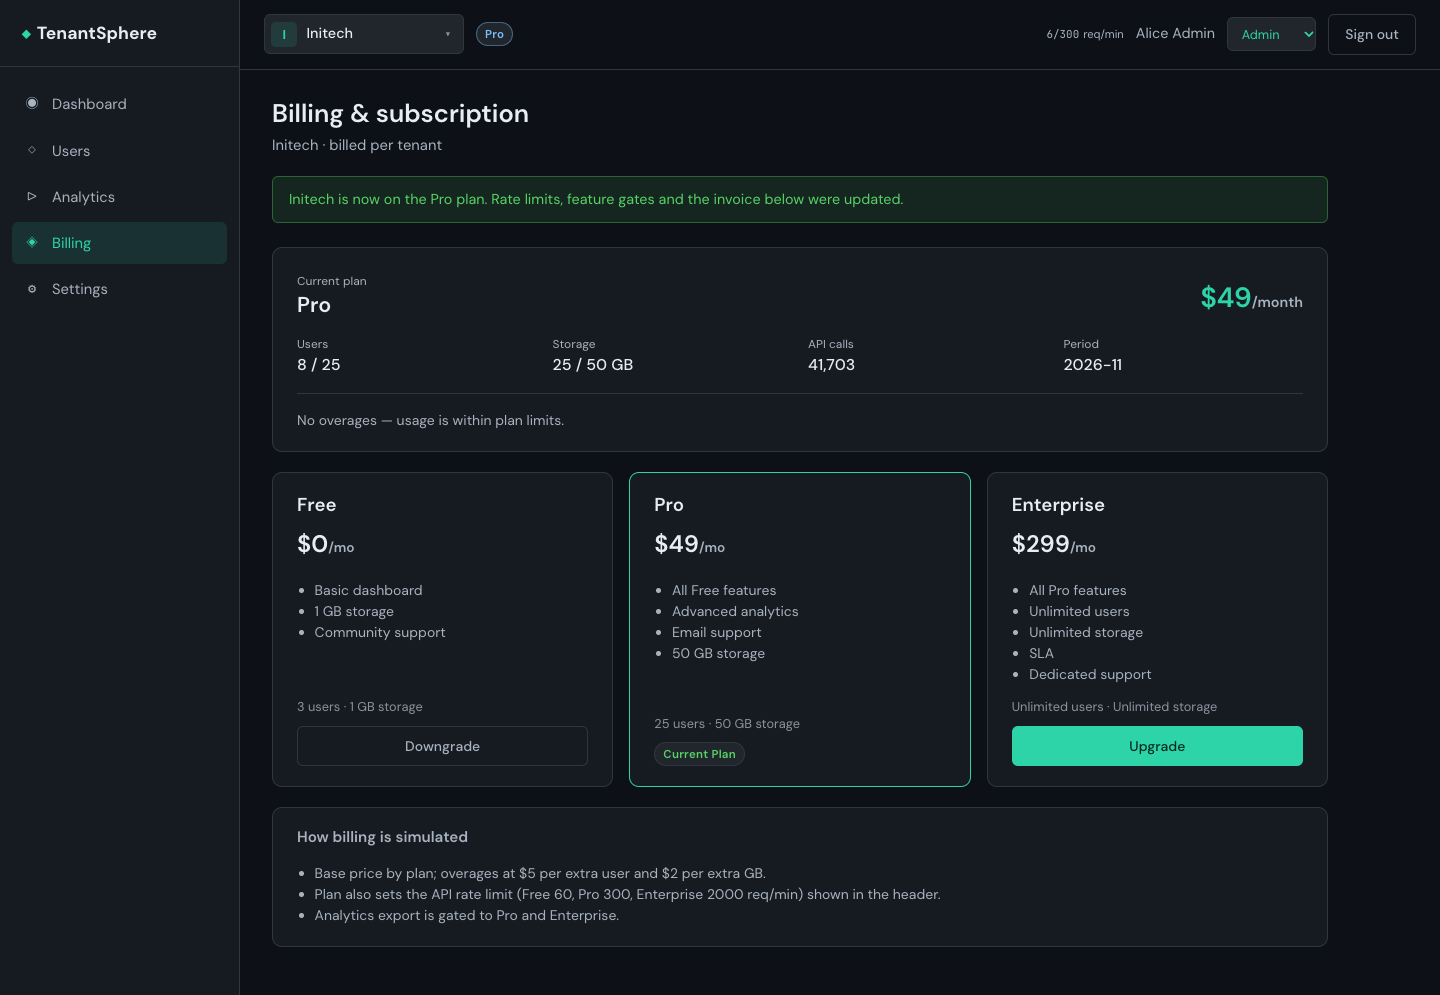 TenantSphere
Dashboard
Users
Analytics
Billing
Settings
I Initech
Pro
6/300 req/min
Alice Admin
Admin
Sign out
Billing & subscription
Initech · billed per tenant
Initech is now on the Pro plan. Rate limits, feature gates and the invoice below were updated.
Current plan
Pro
$49/month
Users
8 / 25
Storage
25 / 50 GB
API calls
41,703
Period
2026-11
No overages — usage is within plan limits.
Free
$0/mo
Basic dashboard
1 GB storage
Community support
3 users · 1 GB storage
Downgrade
Pro
$49/mo
All Free features
Advanced analytics
Email support
50 GB storage
25 users · 50 GB storage
Current Plan
Enterprise
$299/mo
All Pro features
Unlimited users
Unlimited storage
SLA
Dedicated support
Unlimited users · Unlimited storage
Upgrade
How billing is simulated
Base price by plan; overages at $5 per extra user and $2 per extra GB.
Plan also sets the API rate limit (Free 60, Pro 300, Enterprise 2000 req/min) shown in the header.
Analytics export is gated to Pro and Enterprise.